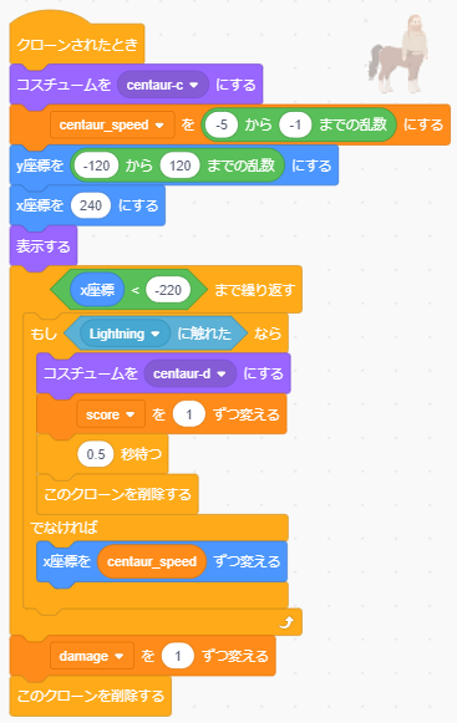 クローンされたとき
コスチュームを centaur-c にする
centaur_speed を -5 から -1 までの乱数 にする
y座標を -120 から 120 までの乱数 にする
x座標を 240 にする
表示する
x座標 < -220 まで繰り返す
もし Lightning に触れた なら
コスチュームを centaur-d にする
score を 1 ずつ変える
0.5 秒待つ
このクローンを削除する
でなければ
x座標を centaur_speed ずつ変える
damage を 1 ずつ変える
このクローンを削除する